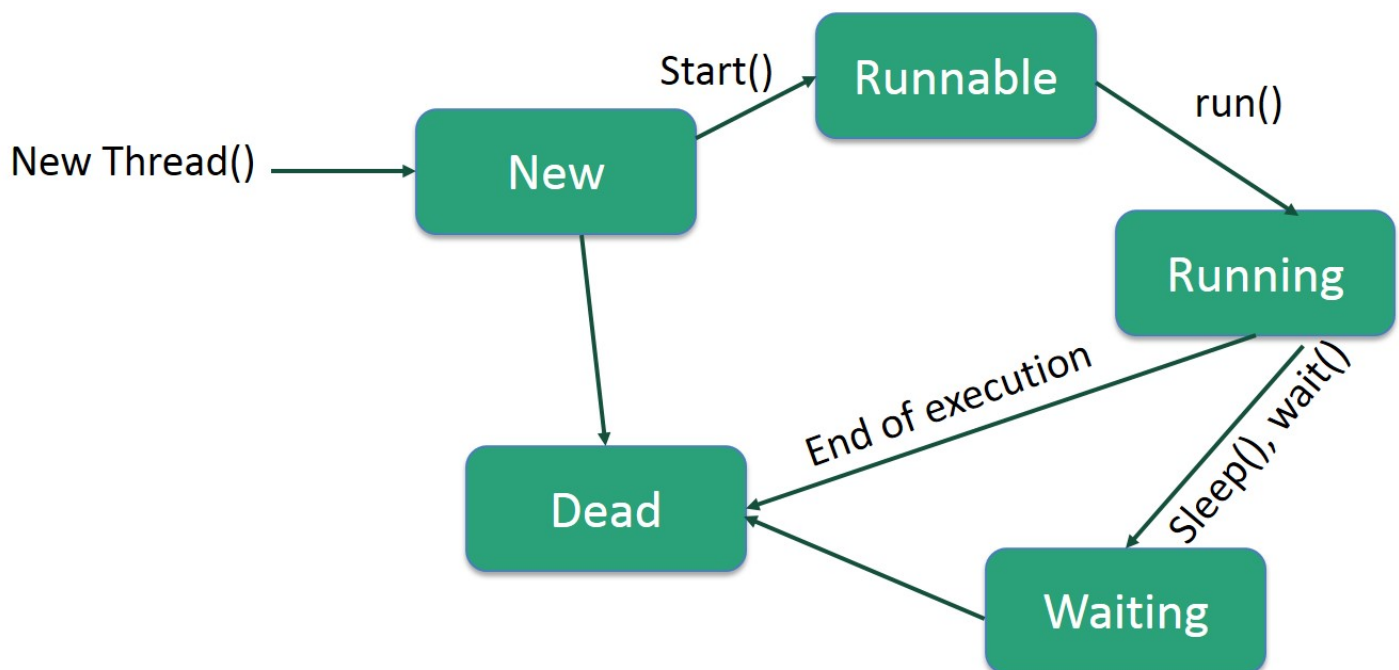 Start()
Runnable
run()
New Thread()
New
Running
End of execution
Sleep(), wait()
Dead
Waiting